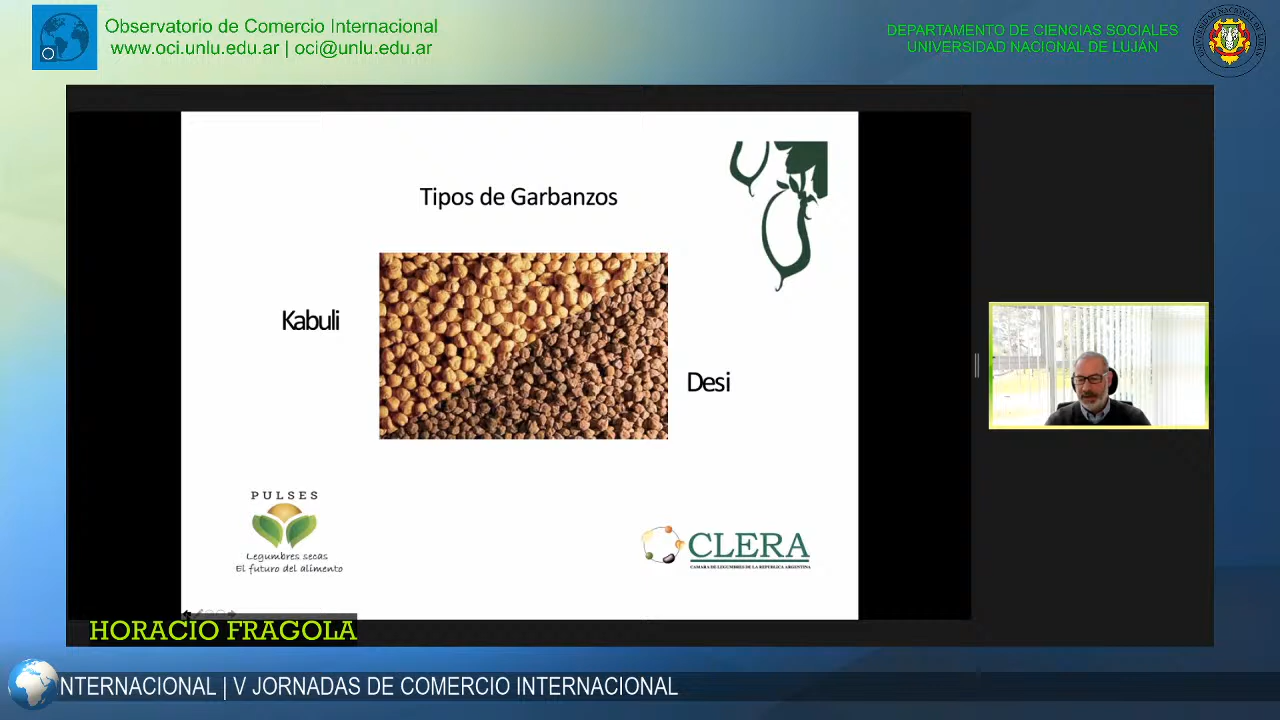 Observatorio de Comercio Internacional
www.oci.unlu.edu.ar | oci@unlu.edu.ar
DEPARTAMENTO DE CIENCIAS SOCIALES
UNIVERSIDAD NACIONAL DE LUJÁN
Tipos de Garbanzos
Kabuli
Desi
PULSES
Legumbres secas
El futuro del alimento
CLERA
CAMARA DE LEGUMBRES DE LA REPUBLICA ARGENTINA
HORACIO FRAGOLA
NTERNACIONAL | V JORNADAS DE COMERCIO INTERNACIONAL